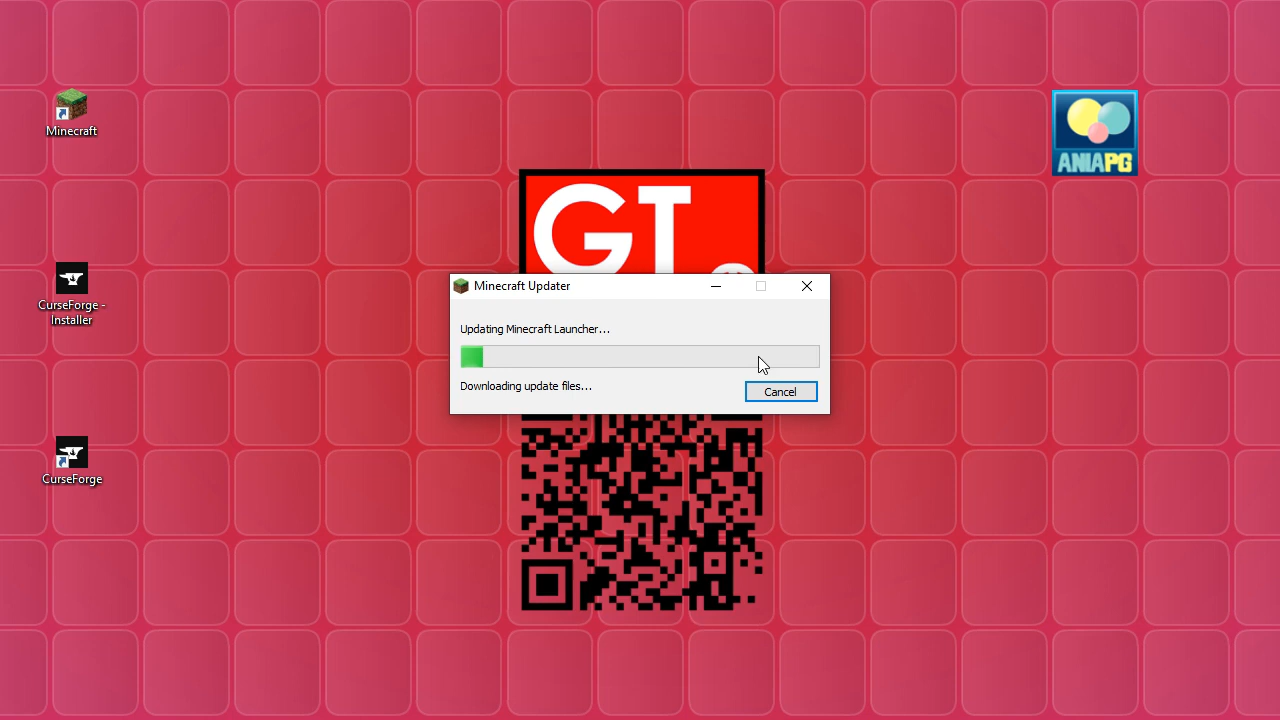 Minecraft
ANIAPG
GT
Minecraft Updater
Updating Minecraft Launcher...
Downloading update files...
Cancel
CurseForge -
Installer
CurseForge